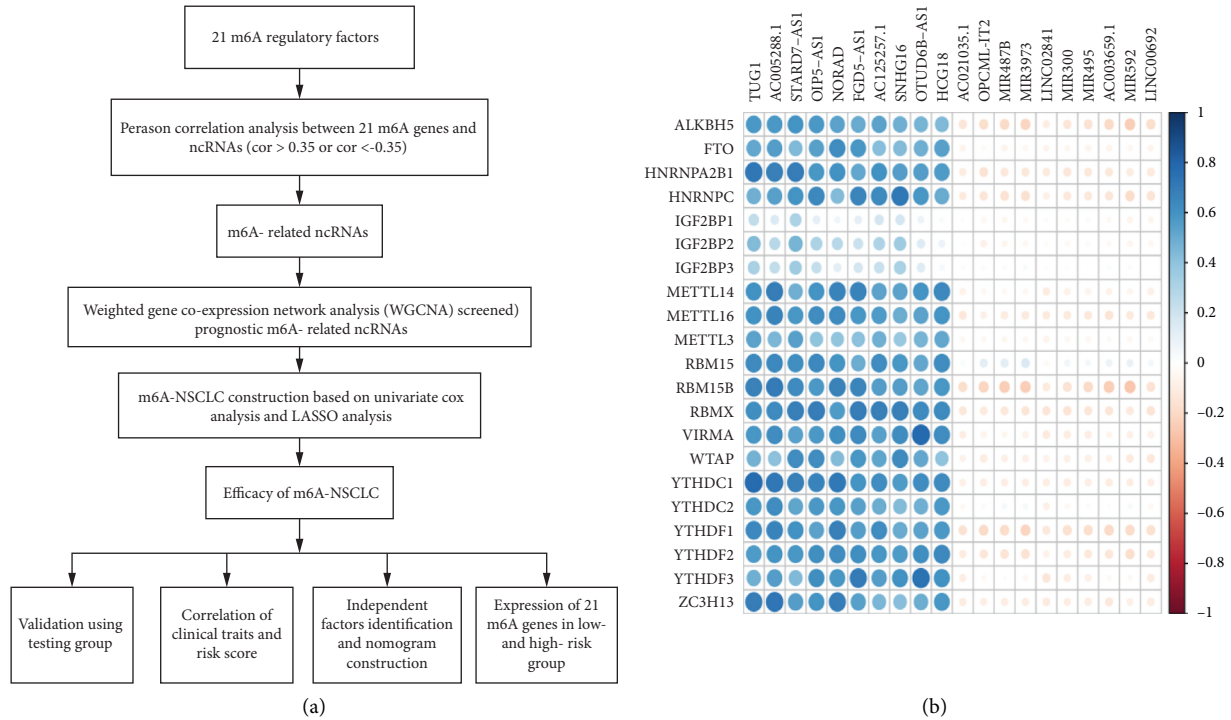 21 m6A regulatory factors
Perason correlation analysis between 21 m6A genes and
ncRNAs (cor > 0.35 or cor <-0.35)
m6A- related ncRNAs
Weighted gene co-expression network analysis (WGCNA) screened)
prognostic m6A- related ncRNAs
m6A-NSCLC construction based on univariate cox
analysis and LASSO analysis
Efficacy of m6A-NSCLC
Validation using
testing group
Correlation of
clinical traits and
risk score
Independent
factors identification
and nomogram
construction
Expression of 21
m6A genes in low-
and high- risk
group
(a)
TUG1
AC005288.1
STARD7−AS1
OIP5−AS1
NORAD
FGD5−AS1
AC125257.1
SNHG16
OTUD6B−AS1
HCG18
AC021035.1
OPCML-IT2
MIR487B
MIR3973
LINC02841
MIR300
MIR495
AC003659.1
MIR592
LINC00692
ALKBH5
FTO
HNRNPA2B1
HNRNPC
IGF2BP1
IGF2BP2
IGF2BP3
METTL14
METTL16
METTL3
RBM15
RBM15B
RBMX
VIRMA
WTAP
YTHDC1
YTHDC2
YTHDF1
YTHDF2
YTHDF3
ZC3H13
1
0.8
0.6
0.4
0.2
0
−0.2
−0.4
−0.6
−0.8
−1
(b)